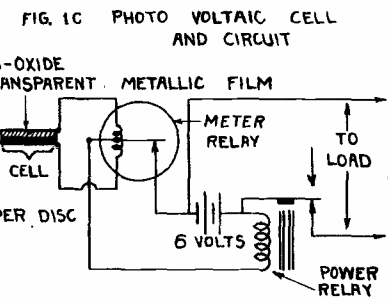 FIG. 1C PHOTO VOLTAIC CELL
AND CIRCUIT
-OXIDE
ANSPARENT METALLIC FILM
METER
RELAY
TO
LOAD
CELL
PER DISC
6 VOLTS
POWER
RELAY